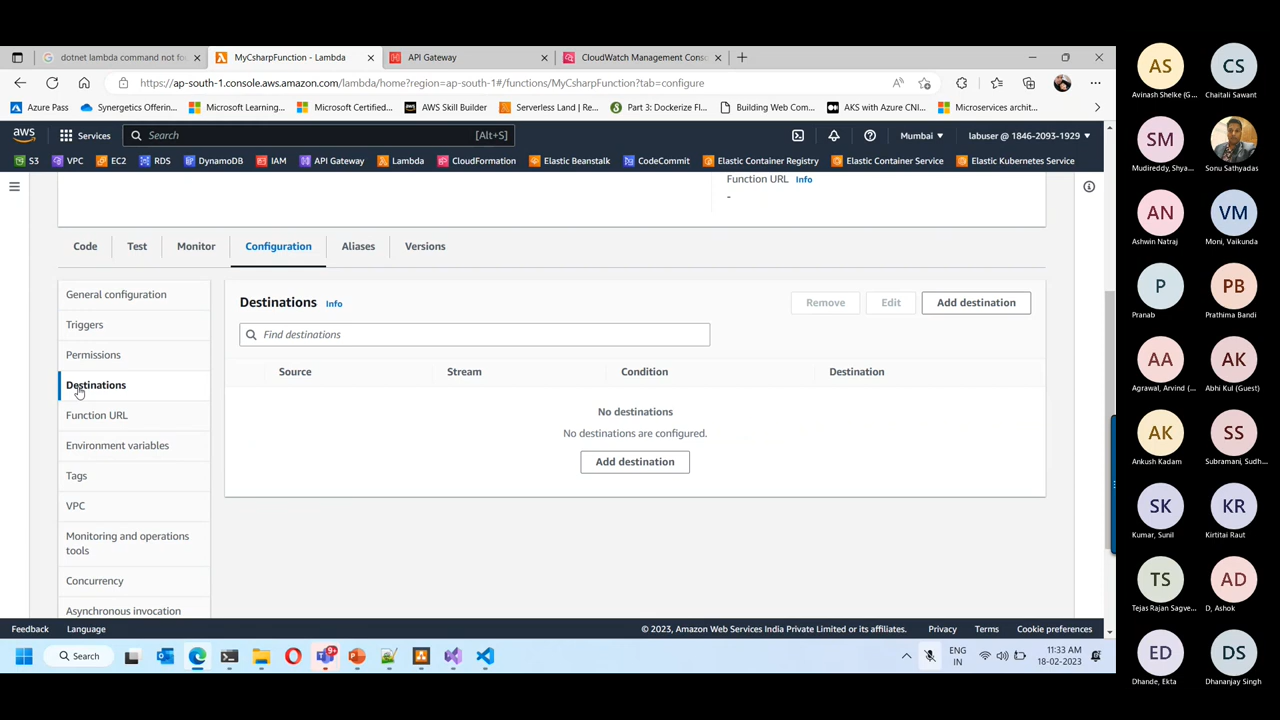 dotnet lambda command not fo
MyCsharpFunction - Lambda
API Gateway
CloudWatch Management Cons
https://ap-south-1.console.aws.amazon.com/lambda/home?region=ap-south-1#/functions/MyCsharpFunction?tab=configure
Azure Pass
Synergetics Offering...
Microsoft Learning...
Microsoft Certified...
AWS Skill Builder
Serverless Land | Re...
Part 3: Dockerize Fl...
Building Web Com...
AKS with Azure CNI...
Microservices archit...
aws
Services
Search
[Alt+S]
Mumbai
labuser @ 1846-2093-1929
S3
VPC
EC2
RDS
DynamoDB
IAM
API Gateway
Lambda
CloudFormation
Elastic Beanstalk
CodeCommit
Elastic Container Registry
Elastic Container Service
Elastic Kubernetes Service
Function URL Info
-
Code
Test
Monitor
Configuration
Aliases
Versions
General configuration
Triggers
Permissions
Destinations
Function URL
Environment variables
Tags
VPC
Monitoring and operations
tools
Concurrency
Asynchronous invocation
Destinations Info
Remove
Edit
Add destination
Find destinations
Source
Stream
Condition
Destination
No destinations
No destinations are configured.
Add destination
Feedback
Language
© 2023, Amazon Web Services India Private Limited or its affiliates.
Privacy
Terms
Cookie preferences
Search
9+
ENG
IN
11:33 AM
18-02-2023
AS
Avinash Shelke (G...
CS
Chaitali Sawant
SM
Mudireddy, Shya...
Sonu Sathyadas
AN
Ashwin Natraj
VM
Moni, Vaikunda
P
Pranab
PB
Prathima Bandi
AA
Agrawal, Arvind (...
AK
Abhi Kul (Guest)
AK
Ankush Kadam
SS
Subramani, Sudh...
SK
Kumar, Sunil
KR
Kirtitai Raut
TS
Tejas Rajan Sagve...
AD
D, Ashok
ED
Dhande, Ekta
DS
Dhananjay Singh